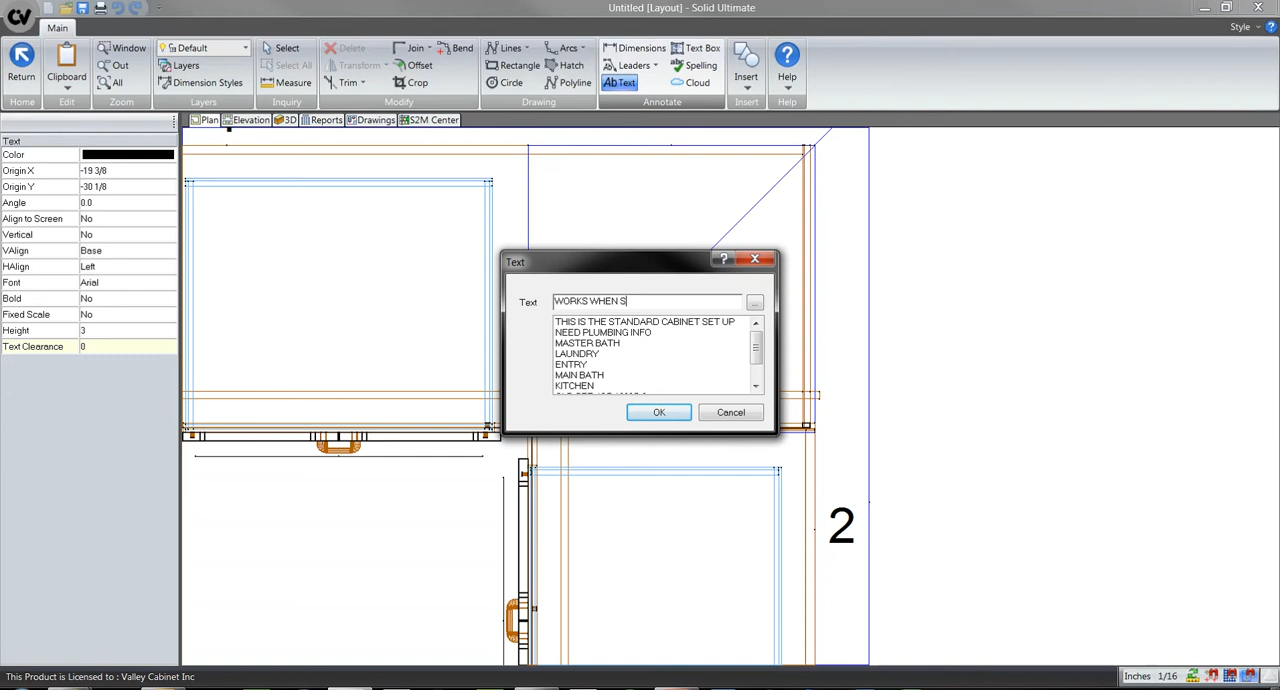 Untitled [Layout] - Solid Ultimate
CV
Main
Style
Return
Home
Clipboard
Edit
Window
Out
All
Zoom
Default
Layers
Dimension Styles
Layers
Select
Select All
Measure
Inquiry
Delete
Transform
Trim
Join
Bend
Offset
Crop
Modify
Lines
Rectangle
Circle
Arcs
Hatch
Polyline
Drawing
Dimensions
Leaders
Ab Text
Text Box
abc Spelling
Cloud
Annotate
Insert
Insert
Help
Help
Plan
Elevation
3D
Reports
Drawings
S2M Center
Text
Color
Origin X -19 3/8
Origin Y -30 1/8
Angle 0.0
Align to Screen No
Vertical No
VAlign Base
HAlign Left
Font Arial
Bold No
Fixed Scale No
Height 3
Text Clearance 0
Text
Text WORKS WHEN S
...
THIS IS THE STANDARD CABINET SET UP
NEED PLUMBING INFO
MASTER BATH
LAUNDRY
ENTRY
MAIN BATH
KITCHEN
OK
Cancel
2
This Product is Licensed to : Valley Cabinet Inc
Inches 1/16